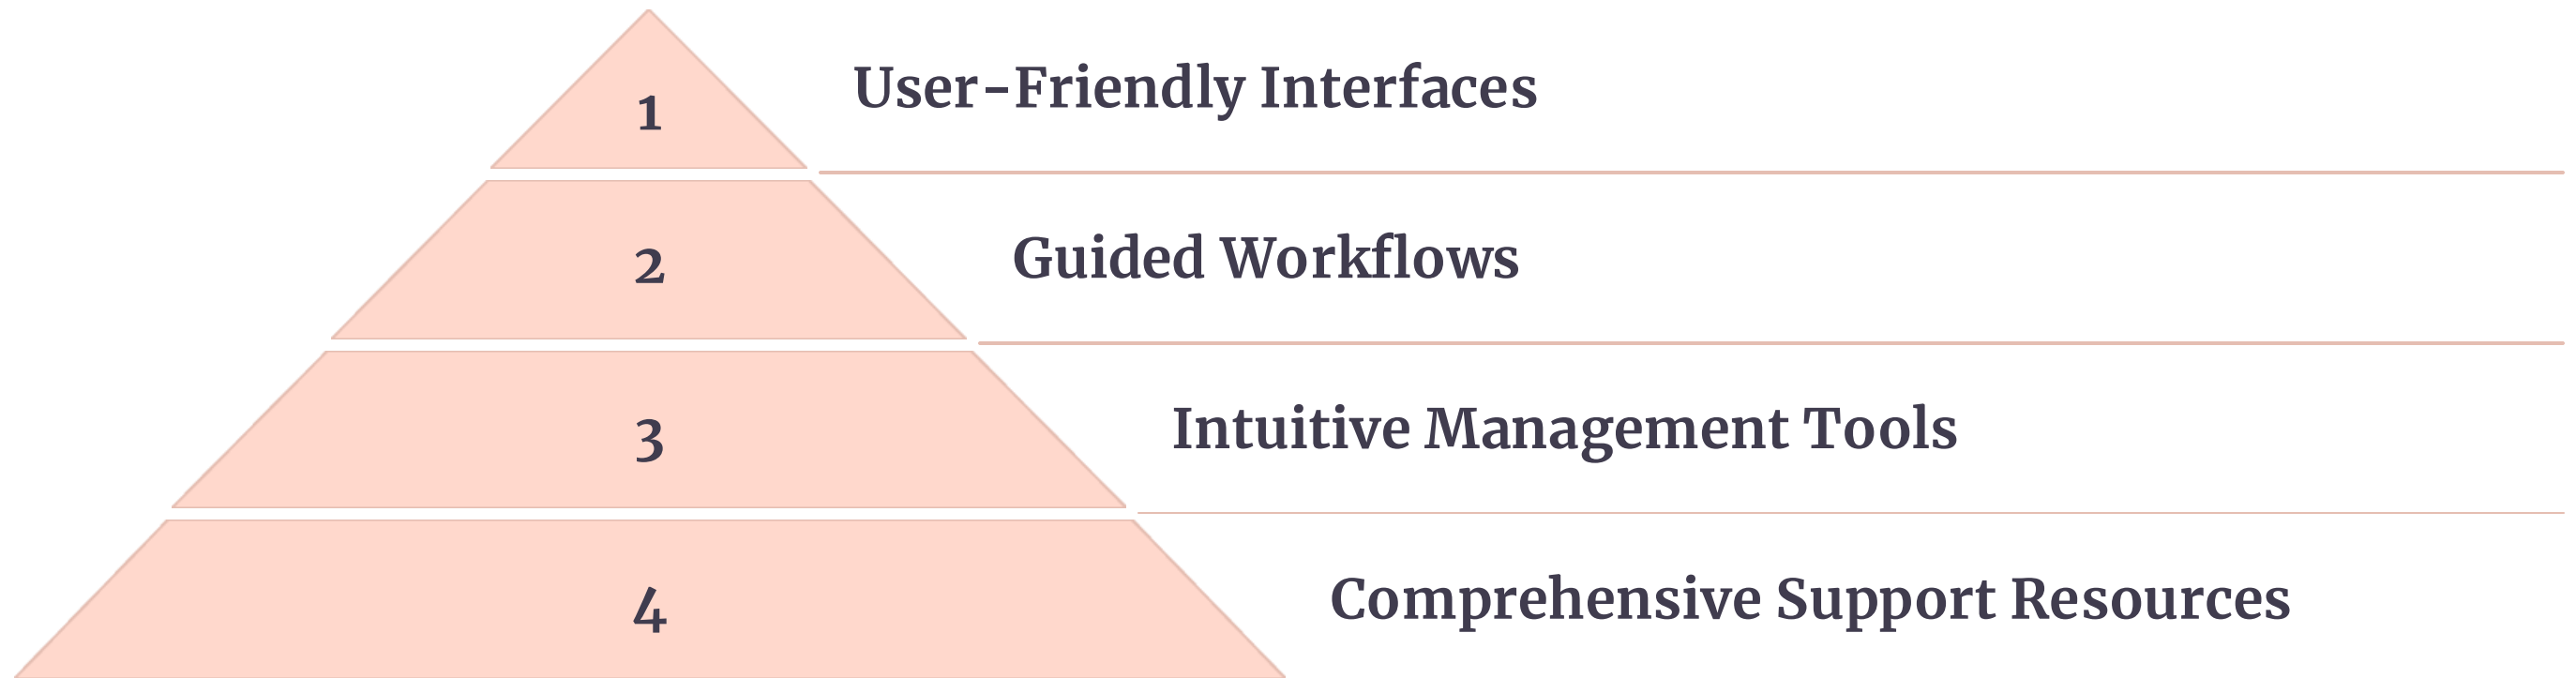 1
User-Friendly Interfaces
2
Guided Workflows
3
Intuitive Management Tools
4
Comprehensive Support Resources